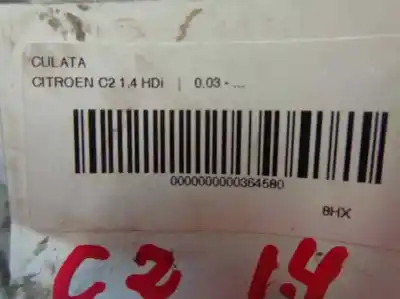 CULATA
CITROEN C2 1.4 HDi | 0.03 - ...
0000000000364580
8HX
C2 1.4